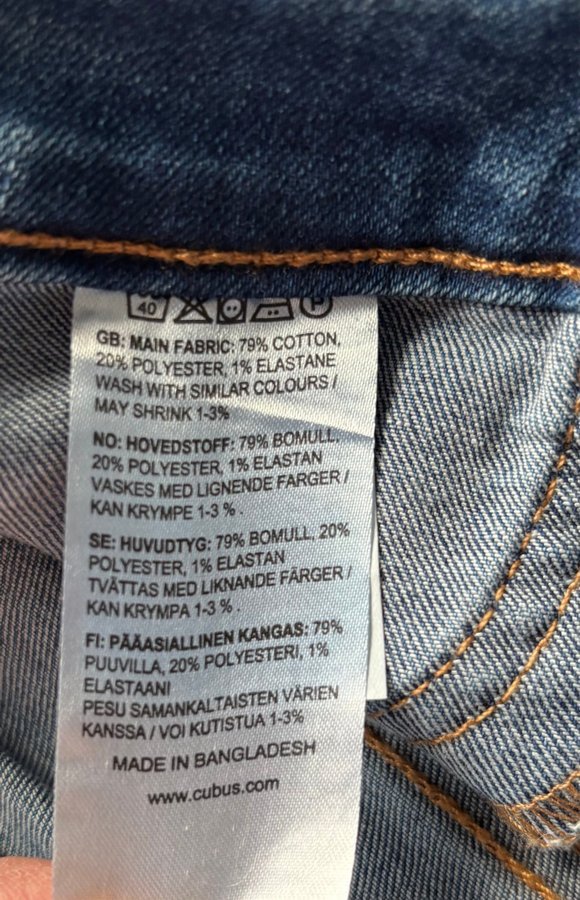 40 P
GB: MAIN FABRIC: 79% COTTON,
20% POLYESTER, 1% ELASTANE
WASH WITH SIMILAR COLOURS /
MAY SHRINK 1-3%
NO: HOVEDSTOFF: 79% BOMULL,
20% POLYESTER, 1% ELASTAN
VASKES MED LIGNENDE FARGER /
KAN KRYMPE 1-3 % .
SE: HUVUDTYG: 79% BOMULL, 20%
POLYESTER, 1% ELASTAN
TVÄTTAS MED LIKNANDE FÄRGER /
KAN KRYMPA 1-3 % .
FI: PÄÄASIALLINEN KANGAS: 79%
PUUVILLA, 20% POLYESTERI, 1%
ELASTAANI
PESU SAMANKALTAISTEN VÄRIEN
KANSSA / VOI KUTISTUA 1-3%
MADE IN BANGLADESH
www.cubus.com